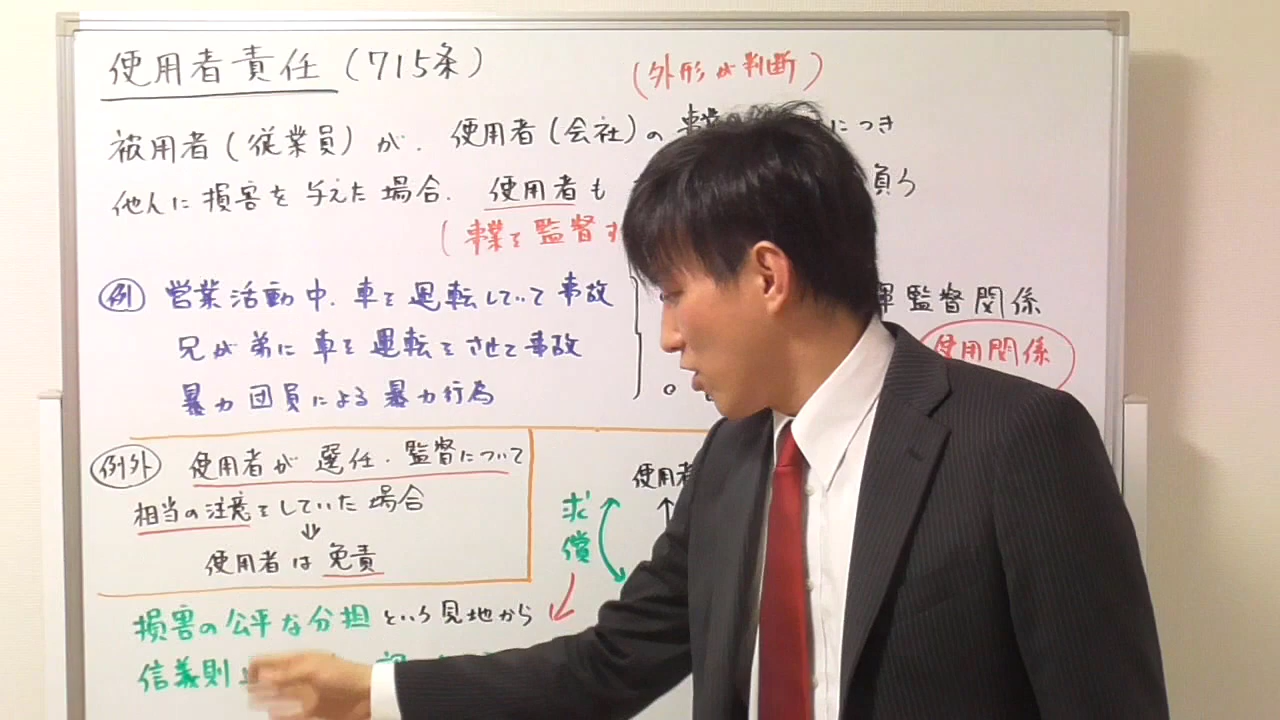 使用者責任(715条)
(外形が判断)
被用者(従業員)が、使用者(会社)の事業 につき
他人に損害を与えた場合、使用者も 負う
(事業を監督す
例 営業活動中、車を運転していて事故
兄が弟に車を運転をさせて事故
暴力団員による暴力行為
揮監督関係
使用関係
例外 使用者が選任・監督について
相当の注意をしていた場合
⇓
使用者は免責
使用者
求償
損害の公平な分担という見地から
信義則